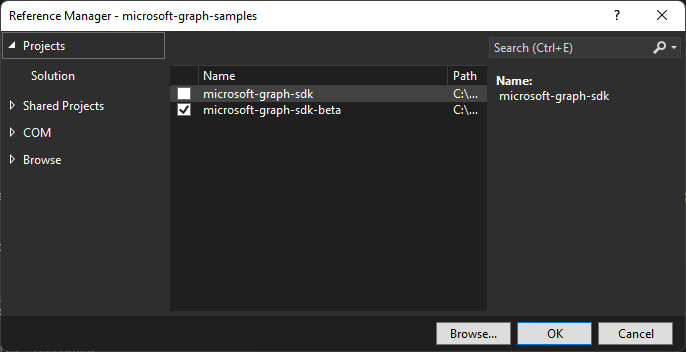 Reference Manager - microsoft-graph-samples
?
Projects
Search (Ctrl+E)
Solution
Name Path
Name:
microsoft-graph-sdk C:\...
microsoft-graph-sdk
Shared Projects
microsoft-graph-sdk-beta C:\...
COM
Browse
Browse... OK Cancel